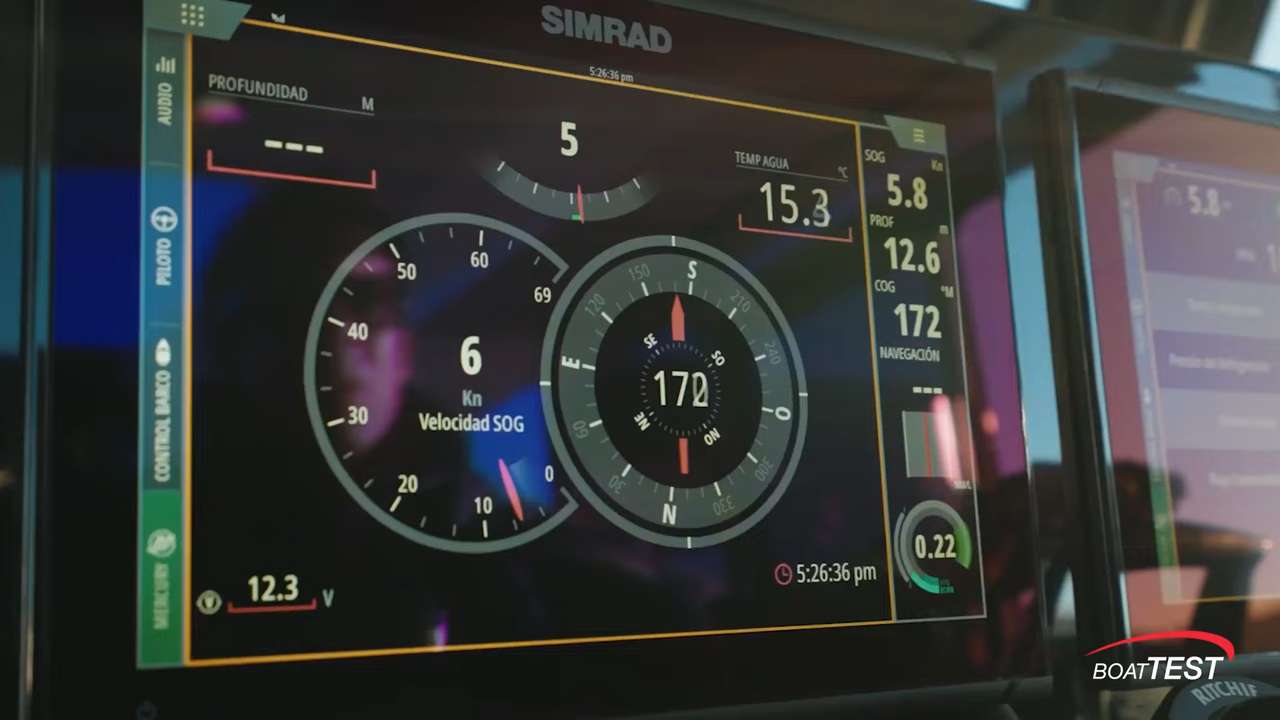 SIMRAD
5:26:36 pm
AUDIO
PILOTO
CONTROL BARCO
MERCURY
PROFUNDIDAD
M
---
5
TEMP AGUA
°C
15.3
50
60
69
40
30
20
10
0
6
Kn
Velocidad SOG
S
150
210
120
240
E
O
60
300
30
330
N
SE
SO
NE
NO
172
12.3
V
5:26:36 pm
SOG
Kn
5.8
PROF
m
12.6
COG
°M
172
NAVEGACIÓN
---
0.22
5.8
BOATTEST
RITCHIE